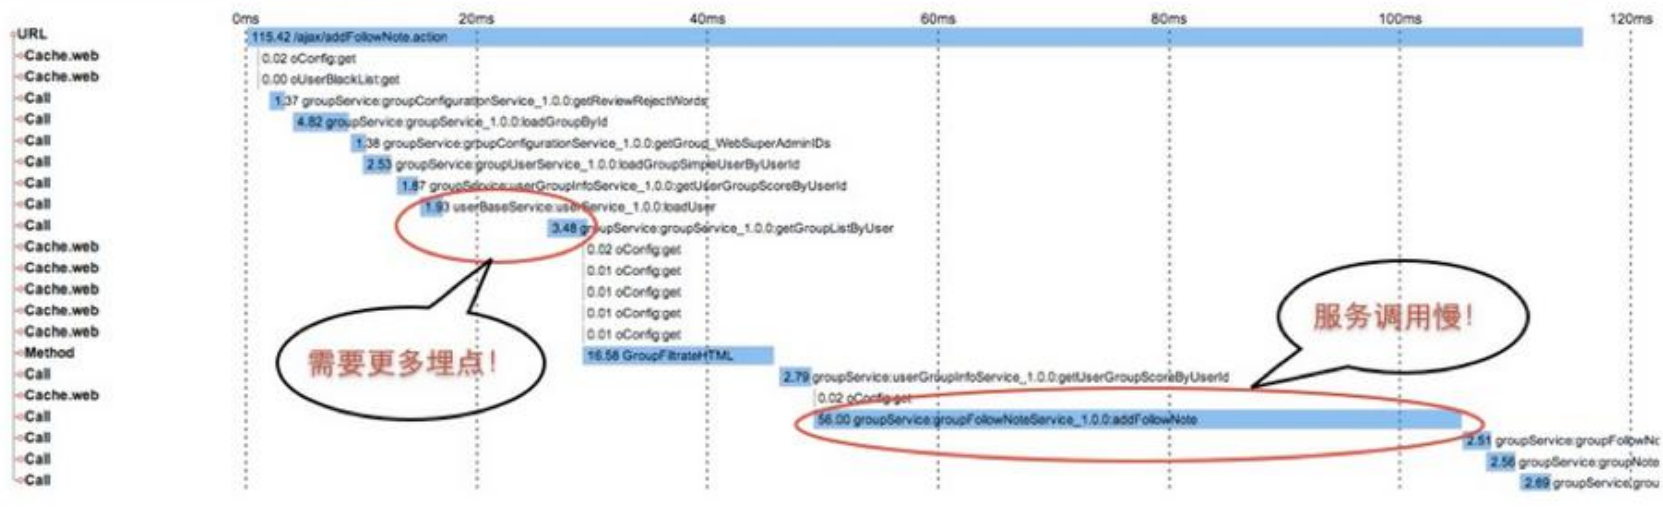 0ms 20ms 40ms 60ms 80ms 100ms 120ms
URL 115.42 /ajax/addFollowNote.action
Cache.web 0.02 oConfig:get
Cache.web 0.00 oUserBlackList:get
Call 1.37 groupService:groupConfigurationService_1.0.0:getReviewRejectWords
Call 4.82 groupService:groupService_1.0.0:loadGroupById
Call 1.38 groupService:groupConfigurationService_1.0.0:getGroup_WebSuperAdminIDs
Call 2.53 groupService:groupUserService_1.0.0:loadGroupSimpleUserByUserId
Call 1.67 groupService:userGroupInfoService_1.0.0:getUserGroupScoreByUserId
Call 1.93 userBaseService:userService_1.0.0:loadUser
Call 3.48 groupService:groupService_1.0.0:getGroupListByUser
Cache.web 0.02 oConfig:get
Cache.web 0.01 oConfig:get
Cache.web 0.01 oConfig:get
Cache.web 0.01 oConfig:get
Cache.web 0.01 oConfig:get
Method 16.58 GroupFiltrateHTML
Call 2.79 groupService:userGroupInfoService_1.0.0:getUserGroupScoreByUserId
Cache.web 0.02 oConfig:get
Call 56.00 groupService:groupFollowNoteService_1.0.0:addFollowNote
Call 2.51 groupService:groupFollowNo
Call 2.56 groupService:groupNote
Call 2.69 groupService:grou
需要更多埋点！
服务调用慢！